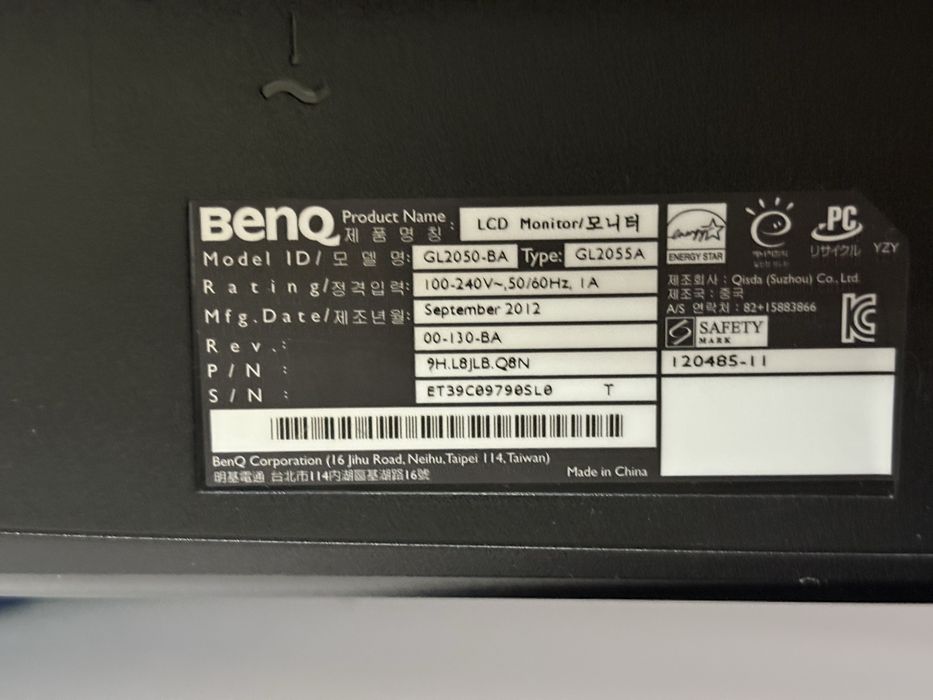 BenQ
Product Name : LCD Monitor/모니터
제 품 명 칭
Model ID/ 모 델 명: GL2050-BA Type: GL2055A
Rating/정격입력: 100-240V~,50/60Hz, 1A
Mfg.Date/제조년월: September 2012
Rev.: 00-130-BA
P/N : 9H.L8JLB.Q8N
S/N : ET39C09790SL0 T
BenQ Corporation (16 Jihu Road, Neihu,Taipei 114,Taiwan)
明基電通 台北市114內湖區基湖路16號
Made in China
energy
ENERGY STAR
PC
リサイクル
YZY
제조회사 : Qisda (Suzhou) Co., Ltd.
제조국 : 중국
A/S 연락처 : 82+15883866
SAFETY
MARK
120485-11